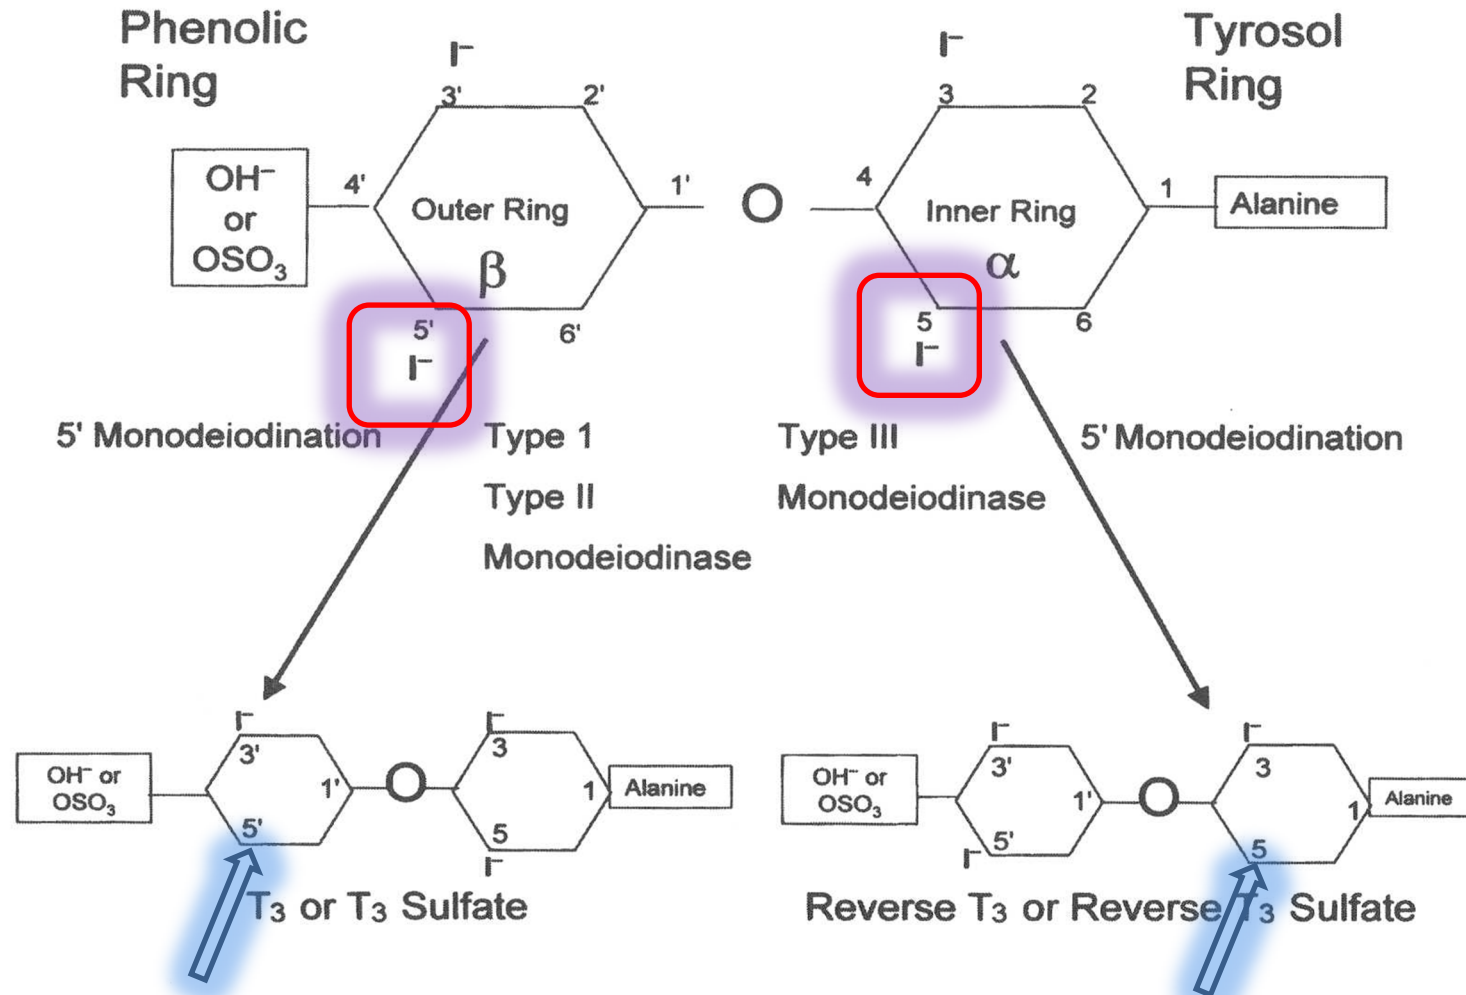 Phenolic
Ring
Tyrosol
Ring
I⁻
I⁻
3'
2'
3
2
OH⁻
or
OSO₃
4'
Outer Ring
β
1'
O
4
Inner Ring
α
1
Alanine
5'
6'
I⁻
5
6
I⁻
5' Monodeiodination
Type 1
Type II
Monodeiodinase
Type III
Monodeiodinase
5' Monodeiodination
I⁻
I⁻
3'
3
OH⁻ or
OSO₃
1'
O
1
Alanine
5'
5
I⁻
T₃ or T₃ Sulfate
I⁻
I⁻
3'
3
OH⁻ or
OSO₃
1'
O
1
Alanine
5'
I⁻
5
Reverse T₃ or Reverse T₃ Sulfate